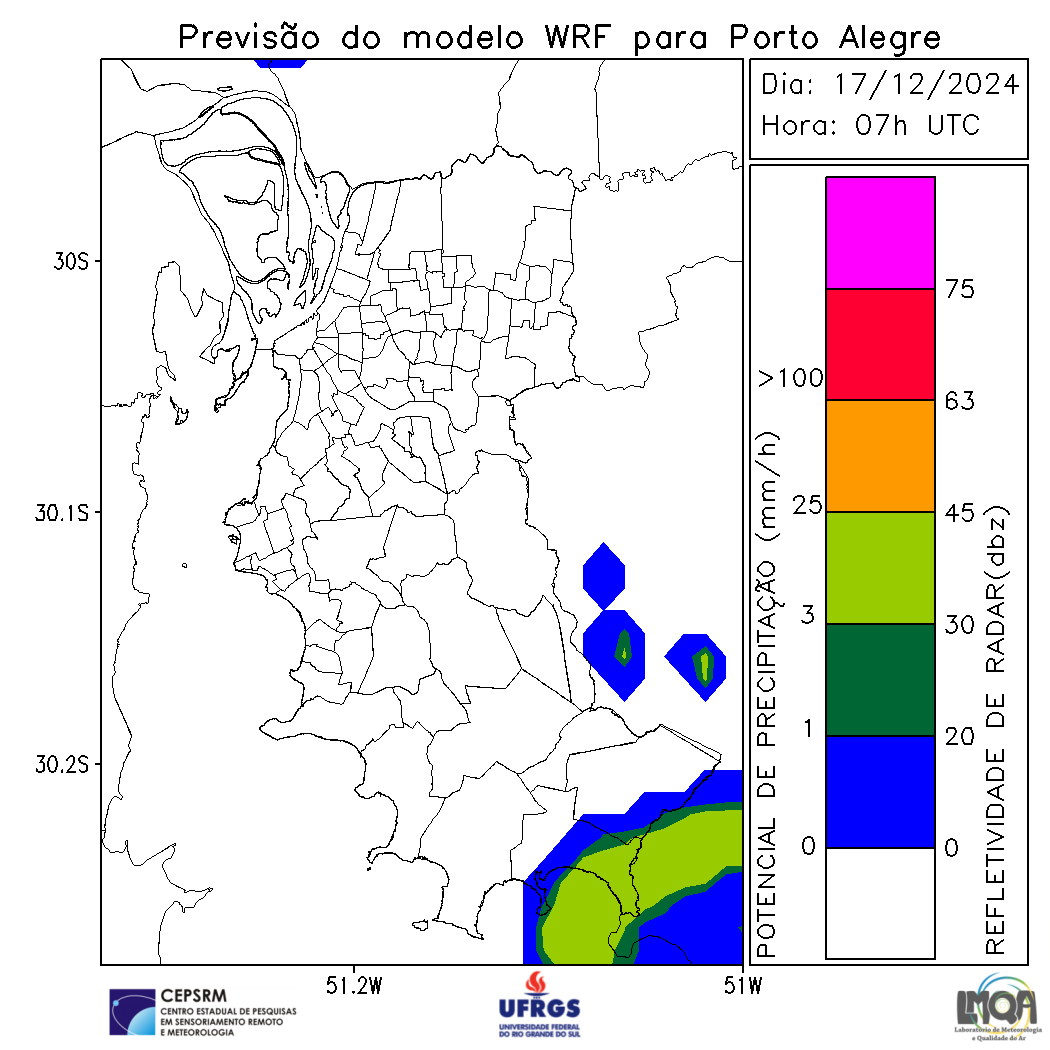 Previsão do modelo WRF para Porto Alegre
Dia: 17/12/2024
Hora: 07h UTC
30S
30.1S
30.2S
51.2W
51W
POTENCIAL DE PRECIPITAÇÃO (mm/h)
>100
25
3
1
0
75
63
45
30
20
0
REFLETIVIDADE DE RADAR(dbz)
CEPSRM
CENTRO ESTADUAL DE PESQUISAS
EM SENSORIAMENTO REMOTO
E METEOROLOGIA
UFRGS
UNIVERSIDADE FEDERAL
DO RIO GRANDE DO SUL
LMQA
Laboratório de Meteorologia
e Qualidade do Ar